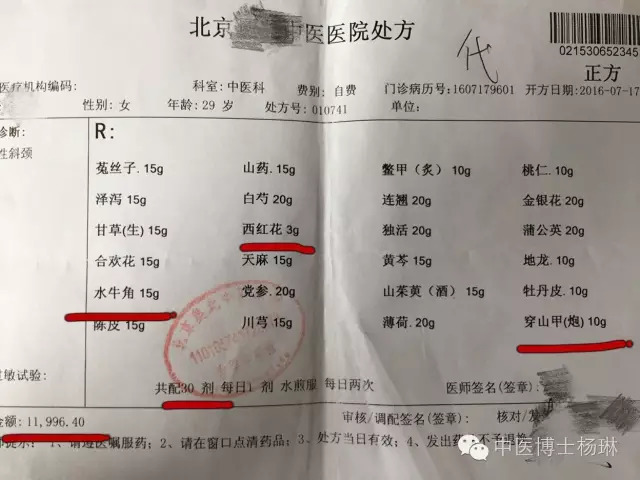 北京 中医医院处方
代
021530652345
正方
医疗机构编码: 科室: 中医科 费别: 自费 门诊病历号: 1607179601 开方日期: 2016-07-17
性别: 女 年龄: 29 岁 处方号: 010741 单位:
诊断: R:
性斜颈
菟丝子. 15g 山药. 15g 鳖甲（炙）10g 桃仁. 10g
泽泻 15g 白芍 20g 连翘. 20g 金银花 20g
甘草(生) 15g 西红花 3g 独活. 20g 蒲公英. 20g
合欢花 15g 天麻. 15g 黄芩 15g 地龙. 10g
水牛角 15g 党参. 20g 山茱萸（酒）15g 牡丹皮. 10g
陈皮 15g 川芎. 15g 薄荷. 20g 穿山甲(炮) 10g
过敏试验:
共配30 剂 每日1 剂 水煎服 每日两次 医师签名(签章):
金额: 11,996.40 审核/调配签名(签章): 核对/发
提示: 1、请遵医嘱服药; 2、请在窗口点清药品; 3、处方当日有效; 4、发出药 不予退换
中医博士杨琳